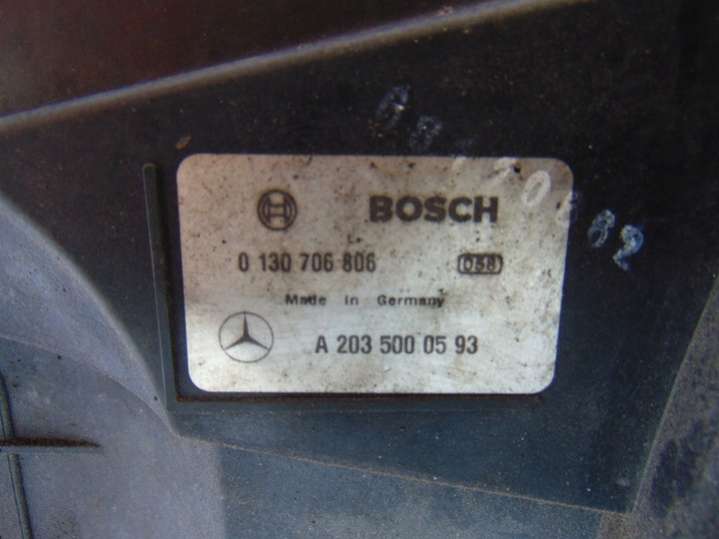 BOSCH
0 130 706 806
Made in Germany
A 203 500 05 93